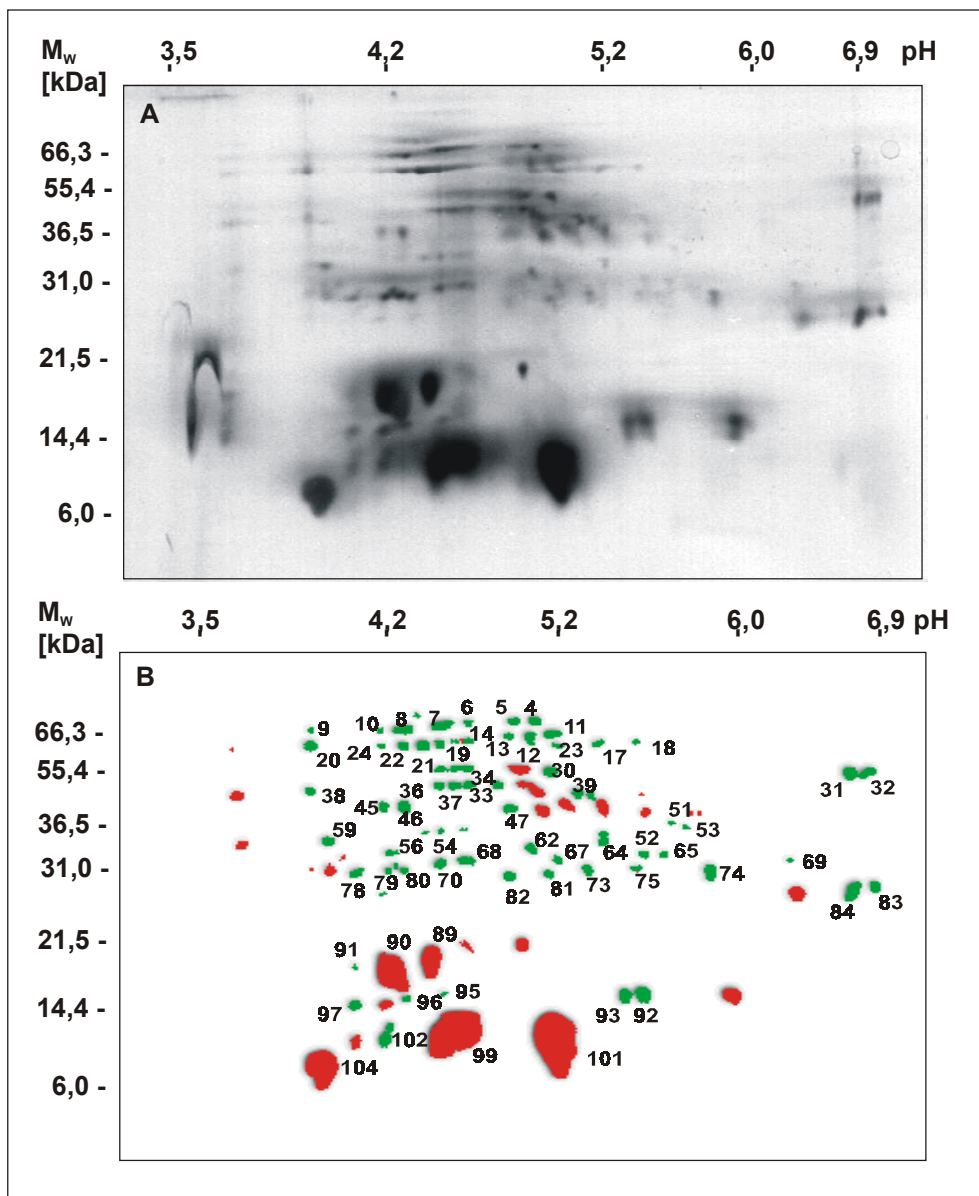 Mw 3,5 4,2 5,2 6,0 6,9 pH
[kDa]
A
66,3 -
55,4 -
36,5 -
31,0 -
21,5 -
14,4 -
6,0 -
Mw 3,5 4,2 5,2 6,0 6,9 pH
[kDa]
B
66,3 -
55,4 -
36,5 -
31,0 -
21,5 -
14,4 -
6,0 -
9 10 8 7 6 5 4 11
14 13 12 23 17 18
20 24 22 21 19
34 30 31 32
38 36 37 33 39
45 46 47 51 53
59 56 54 68 62 67 64 52 65 69
78 79 80 70 82 81 73 75 74 84 83
91 90 89
97 96 95 93 92
102 99 101
104